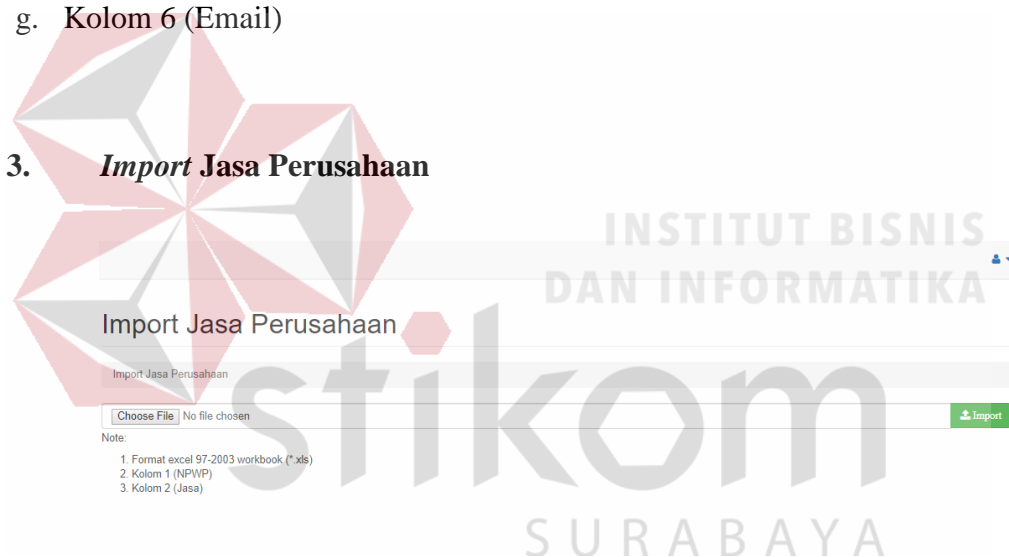 g. Kolom 6 (Email)
3. Import Jasa Perusahaan
INSTITUT BISNIS
DAN INFORMATIKA
Import Jasa Perusahaan
Import Jasa Perusahaan
Choose File No file chosen Import
Note:
1. Format excel 97-2003 workbook (*.xls)
2. Kolom 1 (NPWP)
3. Kolom 2 (Jasa)
stikom
SURABAYA